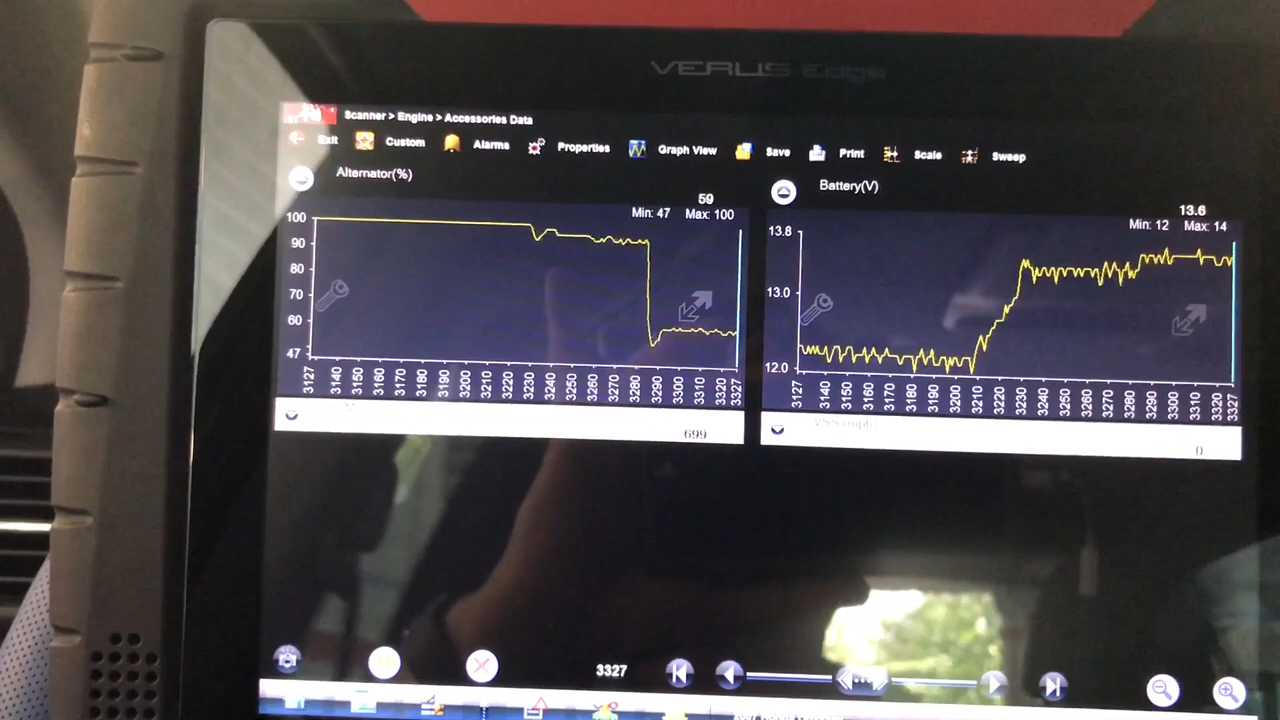 VERUS Edge
Scanner > Engine > Accessories Data
Exit Custom Alarms Properties Graph View Save Print Scale Sweep
Alternator(%)
59
Min: 47 Max: 100
100
90
80
70
60
47
3127 3140 3150 3160 3170 3180 3190 3200 3210 3220 3230 3240 3250 3260 3270 3280 3290 3300 3310 3320 3327
699
Battery(V)
13.6
Min: 12 Max: 14
13.8
13.0
12.0
3127 3140 3150 3160 3170 3180 3190 3200 3210 3220 3230 3240 3250 3260 3270 3280 3290 3300 3310 3320 3327
VSS(mph)
0
3327